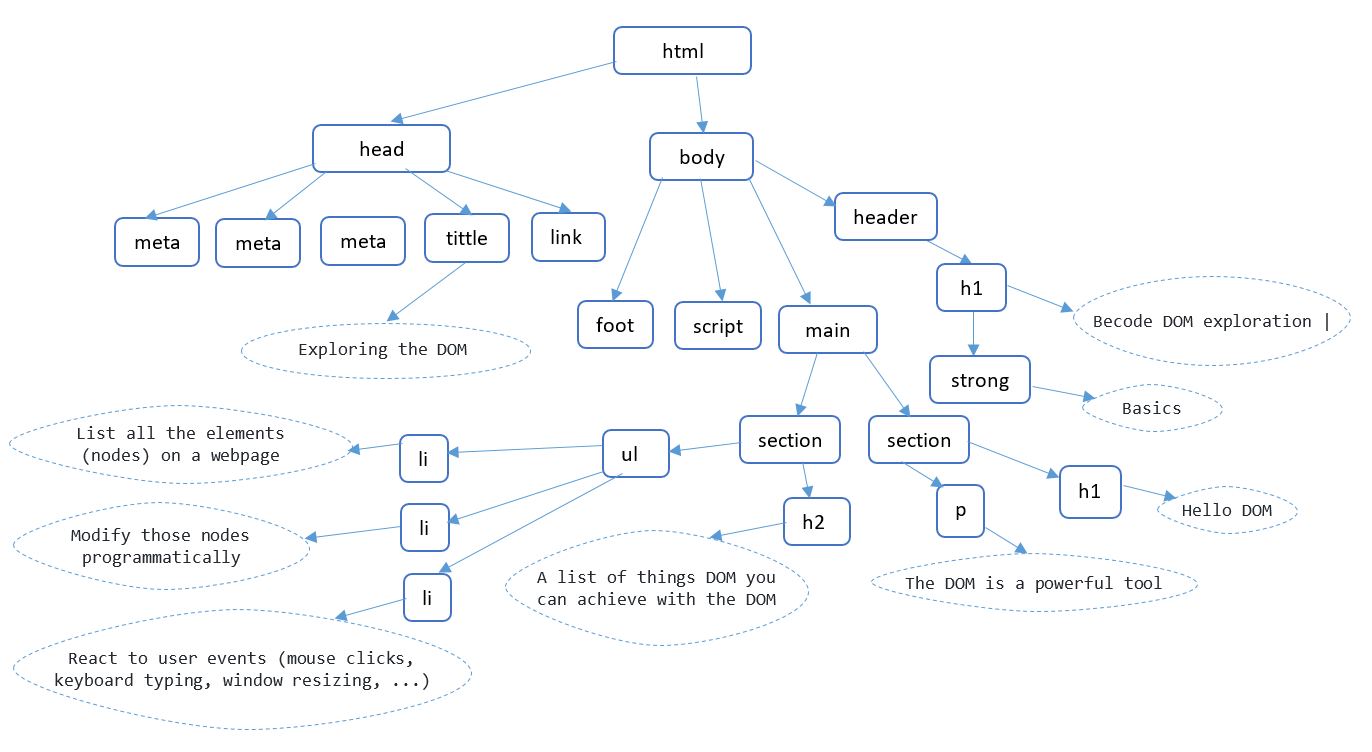 html
head
body
header
meta
meta
meta
tittle
link
h1
Becode DOM exploration |
foot
script
main
Exploring the DOM
strong
Basics
List all the elements
(nodes) on a webpage
li
ul
section
section
h1
Hello DOM
Modify those nodes
programmatically
li
h2
p
A list of things DOM you
can achieve with the DOM
The DOM is a powerful tool
li
React to user events (mouse clicks,
keyboard typing, window resizing, ...)